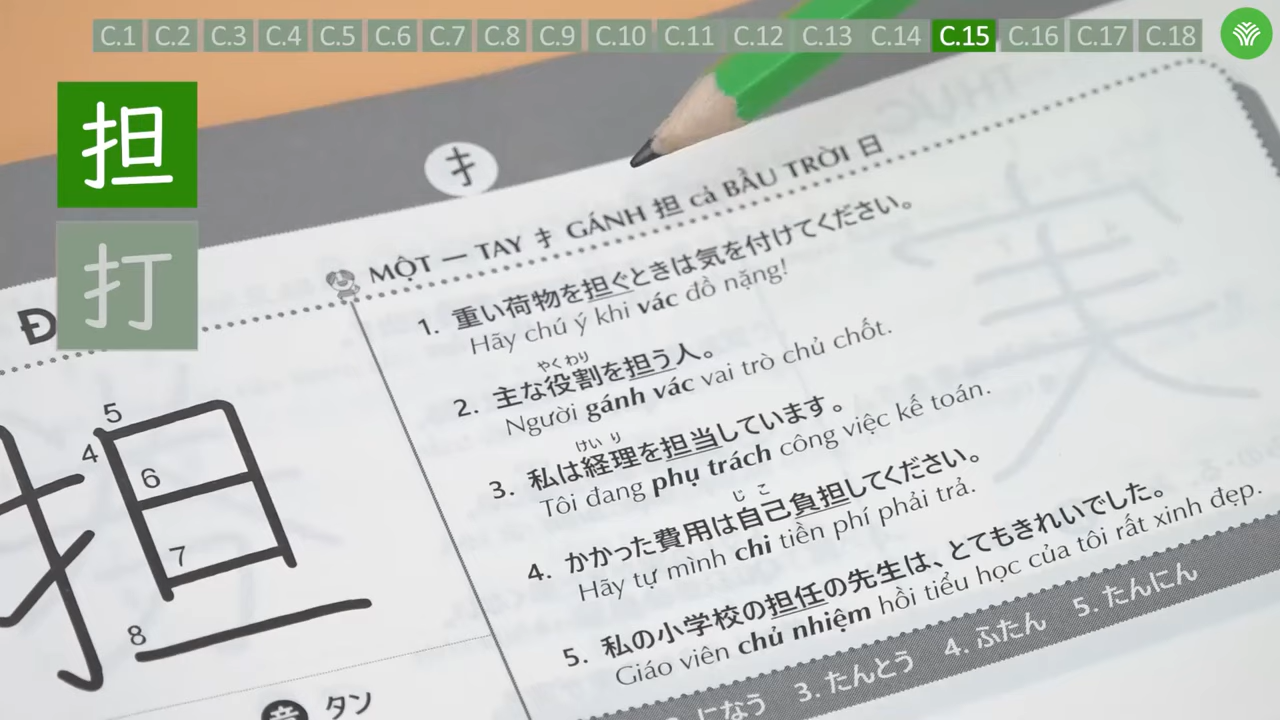 C.1 C.2 C.3 C.4 C.5 C.6 C.7 C.8 C.9 C.10 C.11 C.12 C.13 C.14 C.15 C.16 C.17 C.18
担
打
扌
MỘT — TAY 扌 GÁNH 担 cả BẦU TRỜI 日
1. 重い荷物を担ぐときは気を付けてください。
Hãy chú ý khi vác đồ nặng!
やくわり
2. 主な役割を担う人。
Người gánh vác vai trò chủ chốt.
けい り
3. 私は経理を担当しています。
Tôi đang phụ trách công việc kế toán.
じ こ
4. かかった費用は自己負担してください。
Hãy tự mình chi tiền phí phải trả.
5. 私の小学校の担任の先生は、とてもきれいでした。
Giáo viên chủ nhiệm hồi tiểu học của tôi rất xinh đẹp.
になう 3. たんとう 4. ふたん 5. たんにん
担
4 5 6 7 8
音 タン